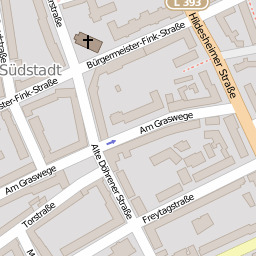 L 393
Bürgermeister-Fink-Straße
Hildesheimer Straße
Südstadt
ster-Fink-Straße
Am Graswege
Alte Döhrener Straße
Am Graswege
Torstraße
Freytagstraße